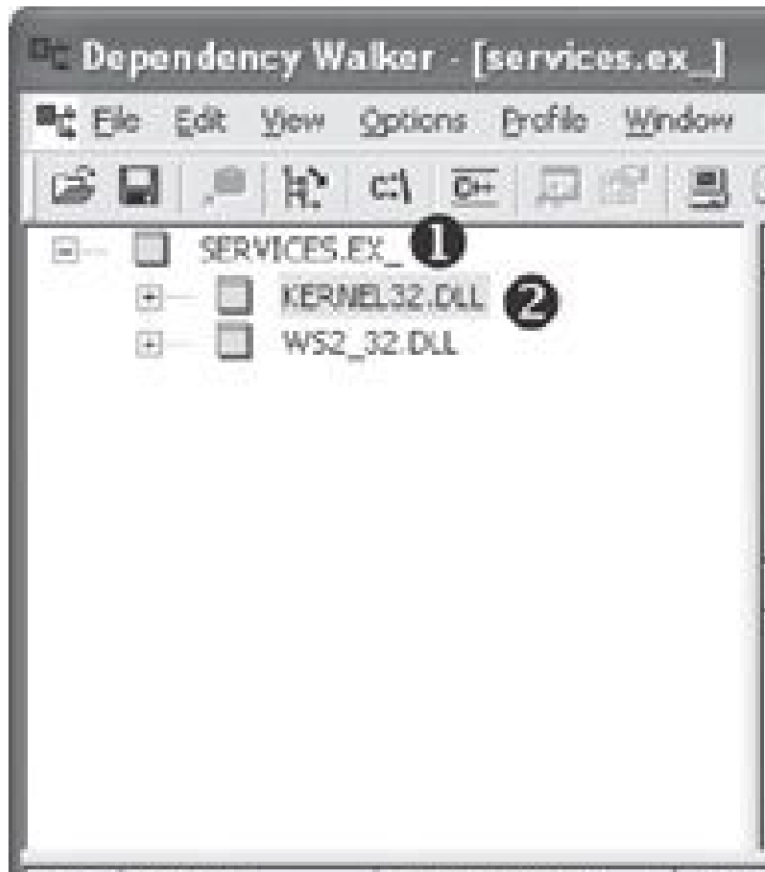 Dependency Walker - [services.ex_]
File Edit View Options Profile Window
C:\ C++
SERVICES.EX_ 1
KERNEL32.DLL 2
WS2_32.DLL